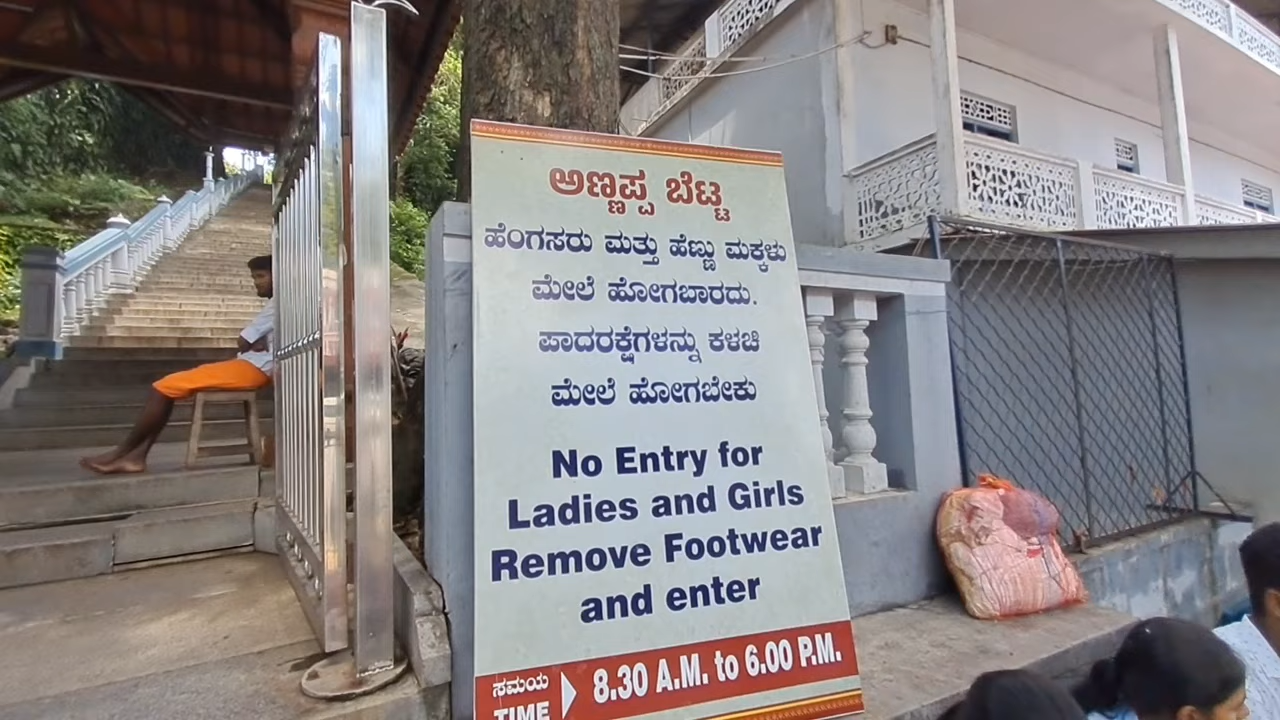 ಅಣ್ಣಪ್ಪ ಬೆಟ್ಟ
ಹೆಂಗಸರು ಮತ್ತು ಹೆಣ್ಣು ಮಕ್ಕಳು
ಮೇಲೆ ಹೋಗಬಾರದು.
ಪಾದರಕ್ಷೆಗಳನ್ನು ಕಳಚಿ
ಮೇಲೆ ಹೋಗಬೇಕು
No Entry for
Ladies and Girls
Remove Footwear
and enter
ಸಮಯ
TIME
8.30 A.M. to 6.00 P.M.